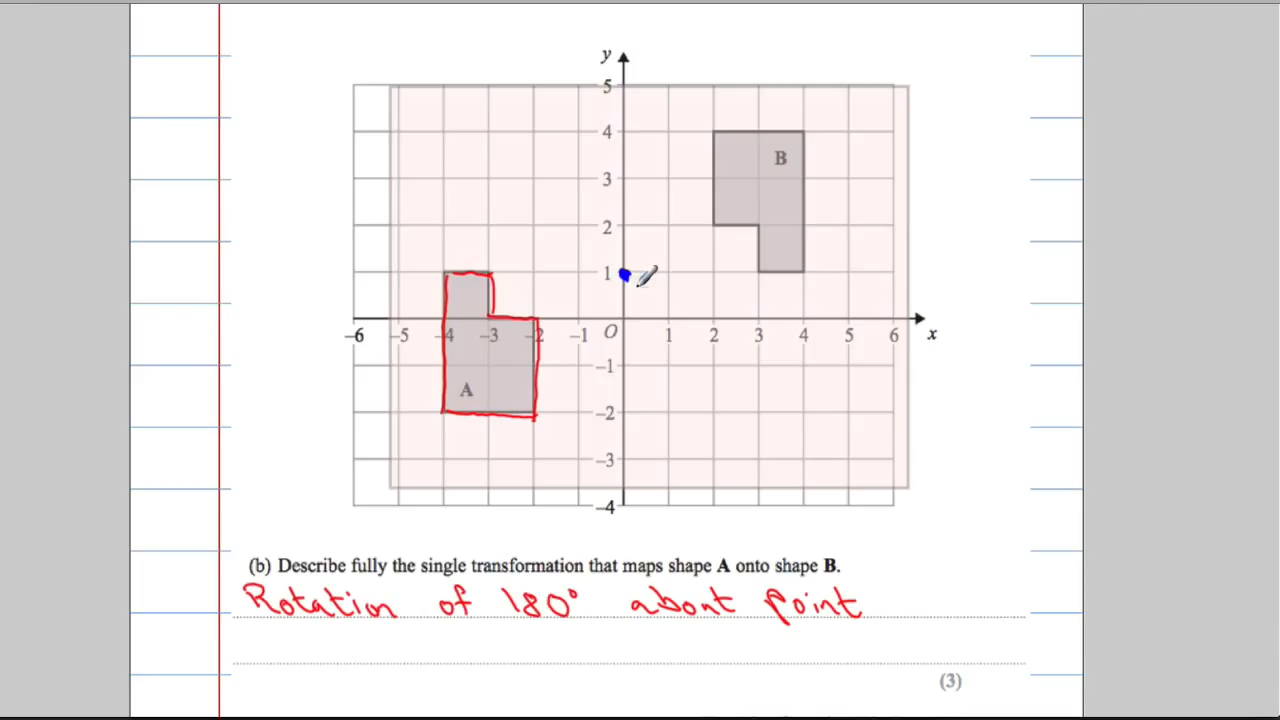 y
5
4
B
3
2
1
-6 -5 -4 -3 -2 -1 O 1 2 3 4 5 6 x
-1
A
-2
-3
-4
(b) Describe fully the single transformation that maps shape A onto shape B.
Rotation of 180° about point
(3)